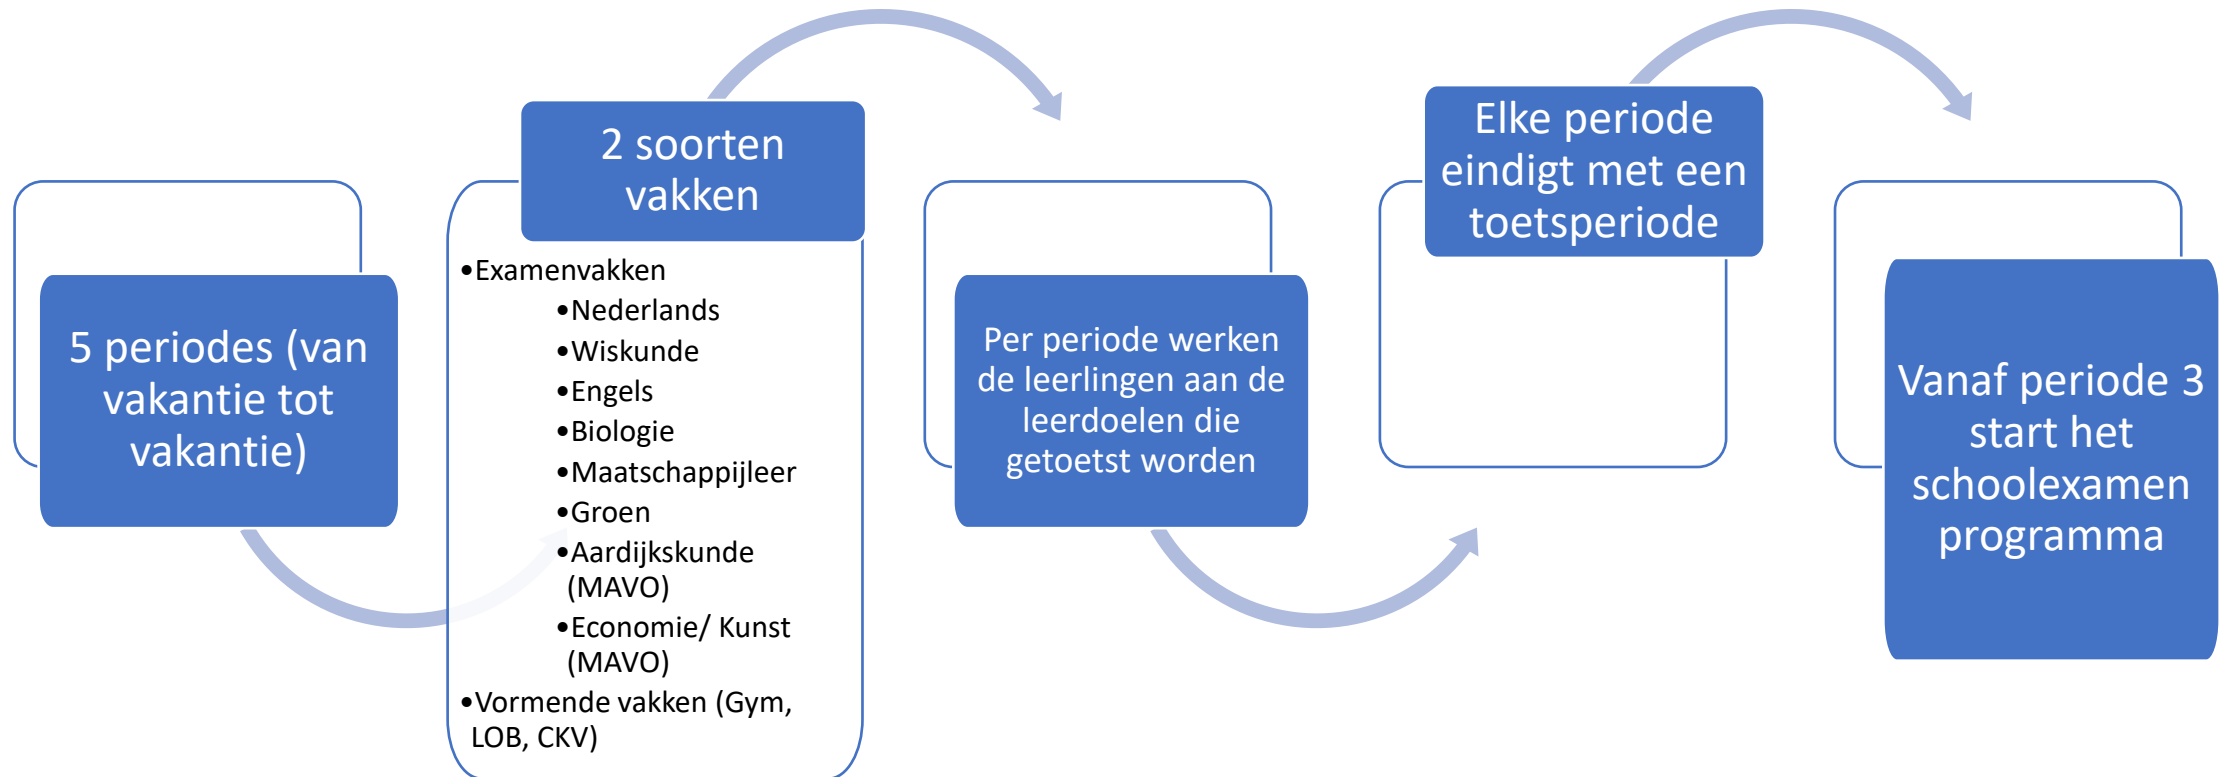 5 periodes (van
vakantie tot
vakantie)
2 soorten
vakken
•Examenvakken
•Nederlands
•Wiskunde
•Engels
•Biologie
•Maatschappijleer
•Groen
•Aardijkskunde
(MAVO)
•Economie/ Kunst
(MAVO)
•Vormende vakken (Gym,
LOB, CKV)
Per periode werken
de leerlingen aan de
leerdoelen die
getoetst worden
Elke periode
eindigt met een
toetsperiode
Vanaf periode 3
start het
schoolexamen
programma